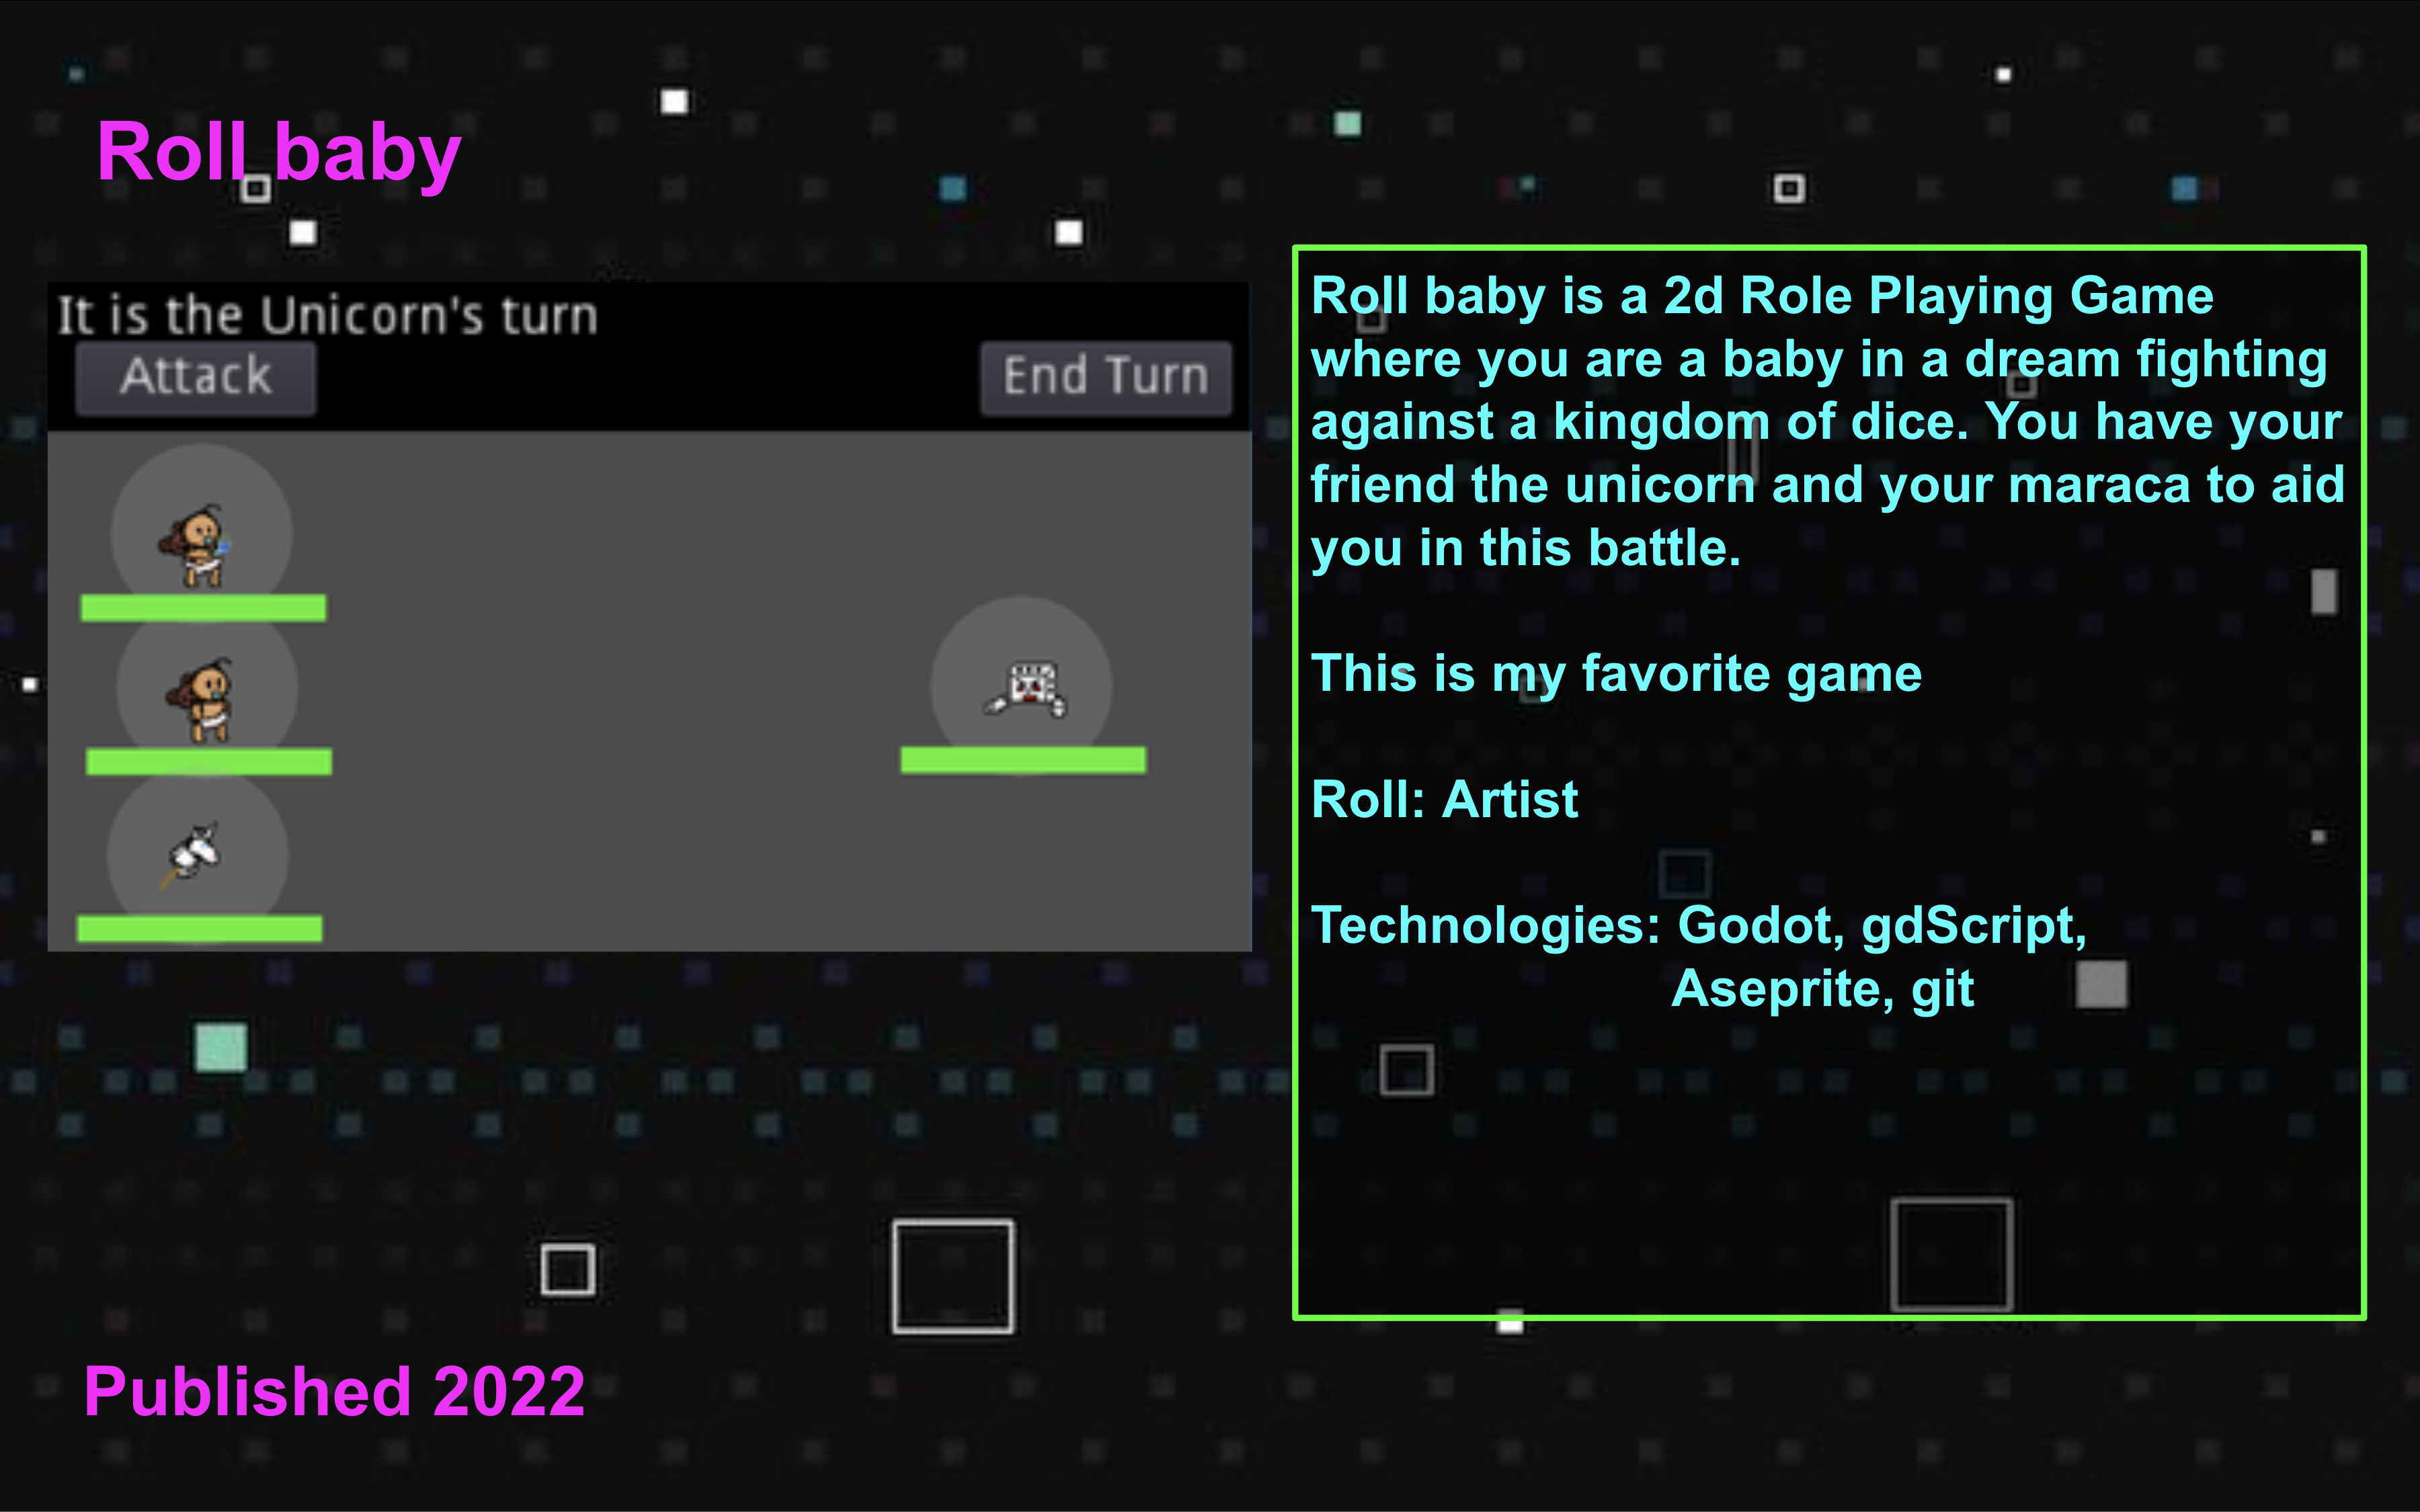 Roll baby
It is the Unicorn's turn
Attack
End Turn
Roll baby is a 2d Role Playing Game
where you are a baby in a dream fighting
against a kingdom of dice. You have your
friend the unicorn and your maraca to aid
you in this battle.
This is my favorite game
Roll: Artist
Technologies: Godot, gdScript,
Aseprite, git
Published 2022